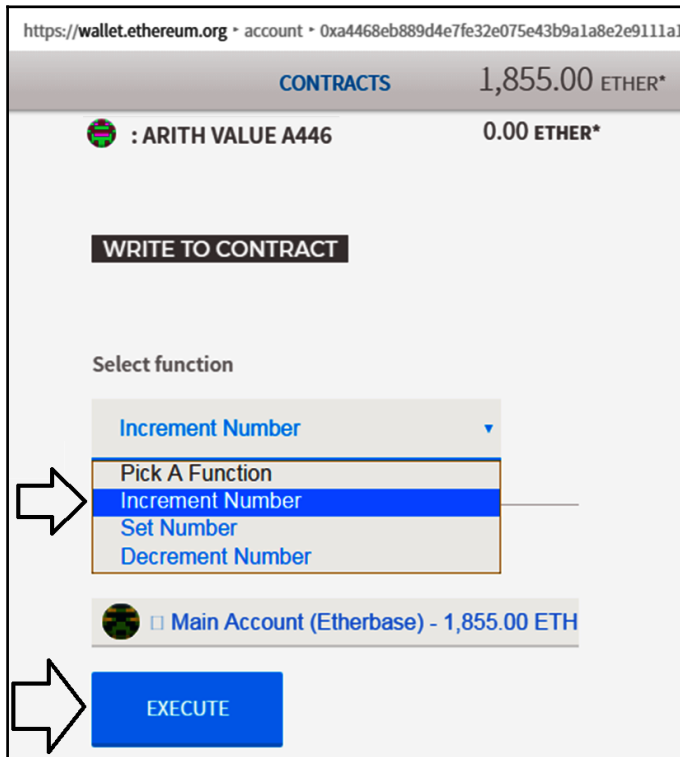 https://wallet.ethereum.org ‣ account ‣ 0xa4468eb889d4e7fe32e075e43b9a1a8e2e9111a1
CONTRACTS 1,855.00 ETHER*
: ARITH VALUE A446 0.00 ETHER*
WRITE TO CONTRACT
Select function
Increment Number
Pick A Function
Increment Number
Set Number
Decrement Number
Main Account (Etherbase) - 1,855.00 ETH
EXECUTE